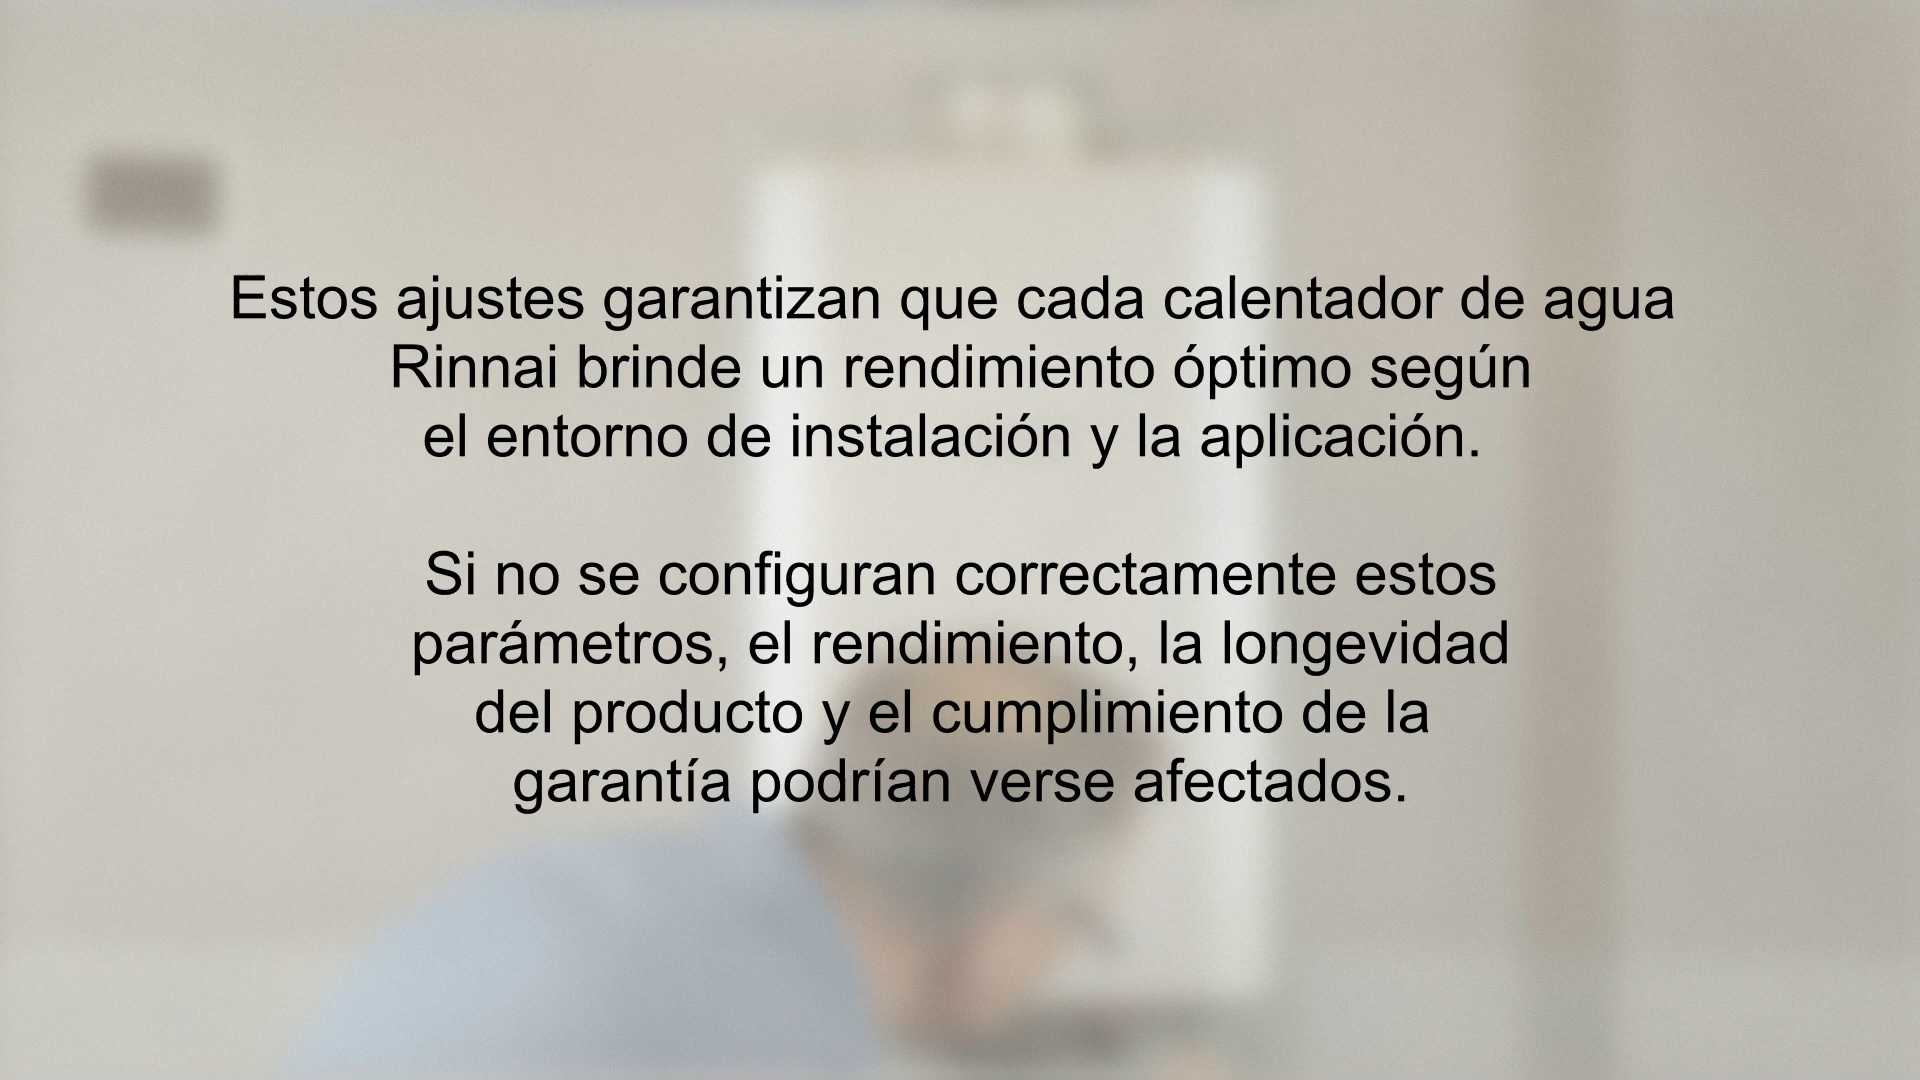 Estos ajustes garantizan que cada calentador de agua
Rinnai brinde un rendimiento óptimo según
el entorno de instalación y la aplicación.
Si no se configuran correctamente estos
parámetros, el rendimiento, la longevidad
del producto y el cumplimiento de la
garantía podrían verse afectados.